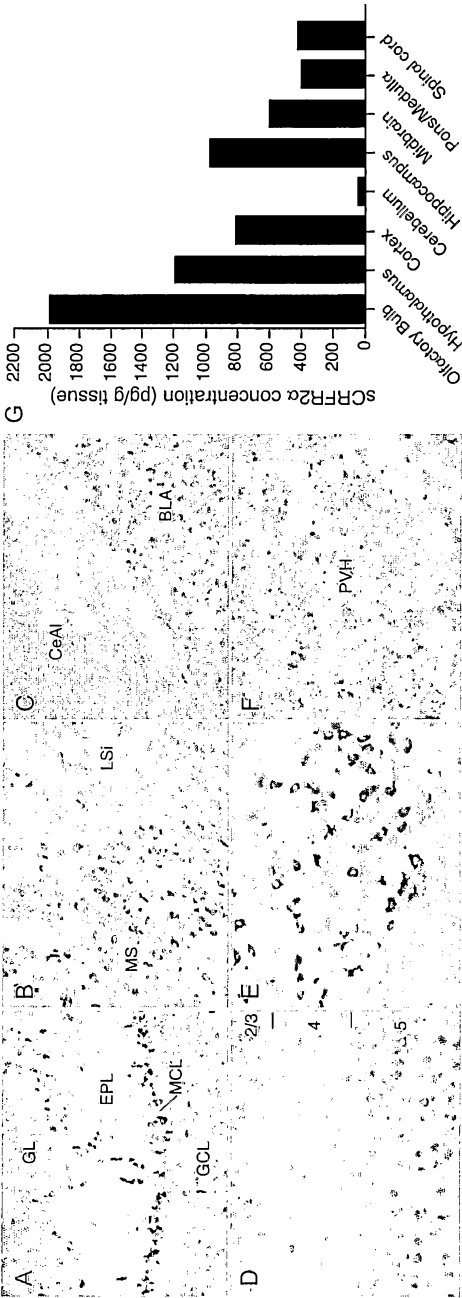 A
GL
EPL
MCL
GCL
B
MS
LSi
C
CeAl
BLA
D
2/3
4
5
E
F
PVH
G
sCRFR2α concentration (pg/g tissue)
2200
2000
1800
1600
1400
1200
1000
800
600
400
200
0
Olfactory Bulb
Hypothalamus
Cortex
Cerebellum
Hippocampus
Midbrain
Pons/Medulla
Spinal cord